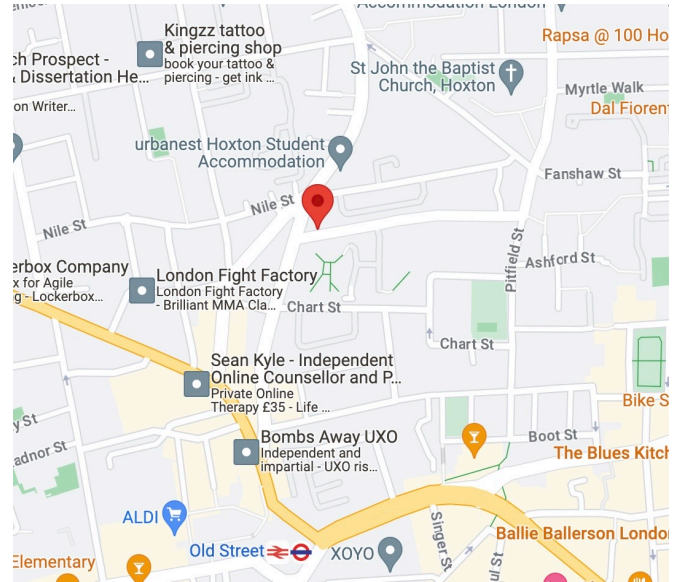 Accommodation London
Kingzz tattoo
& piercing shop
book your tattoo &
piercing - get ink ...
Rapsa @ 100 Ho
ch Prospect -
& Dissertation He...
on Writer...
St John the Baptist
Church, Hoxton
Myrtle Walk
Dal Fiorent
urbanest Hoxton Student
Accommodation
Fanshaw St
Nile St
Nile St
Pitfield St
Ashford St
erbox Company
x for Agile
g - Lockerbox...
London Fight Factory
London Fight Factory
- Brilliant MMA Cla...
Chart St
Chart St
Sean Kyle - Independent
Online Counsellor and P...
Private Online
Therapy £35 - Life ...
Bike S
y St
adnor St
Bombs Away UXO
Independent and
impartial - UXO ris...
Boot St
The Blues Kitch
ALDI
Old Street
XOYO
Singer St
ul St
Ballie Ballerson Londo
Elementary